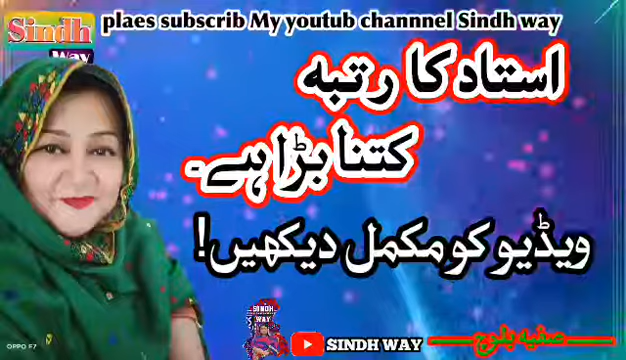 plaes subscrib My youtub channnel Sindh way
Sindh
Way
استاد کا رتبہ
کتنا بڑا ہے۔
ویڈیو کو مکمل دیکھیں!
SINDH
WAY
SINDH WAY
صفیہ بلوچ
OPPO F7